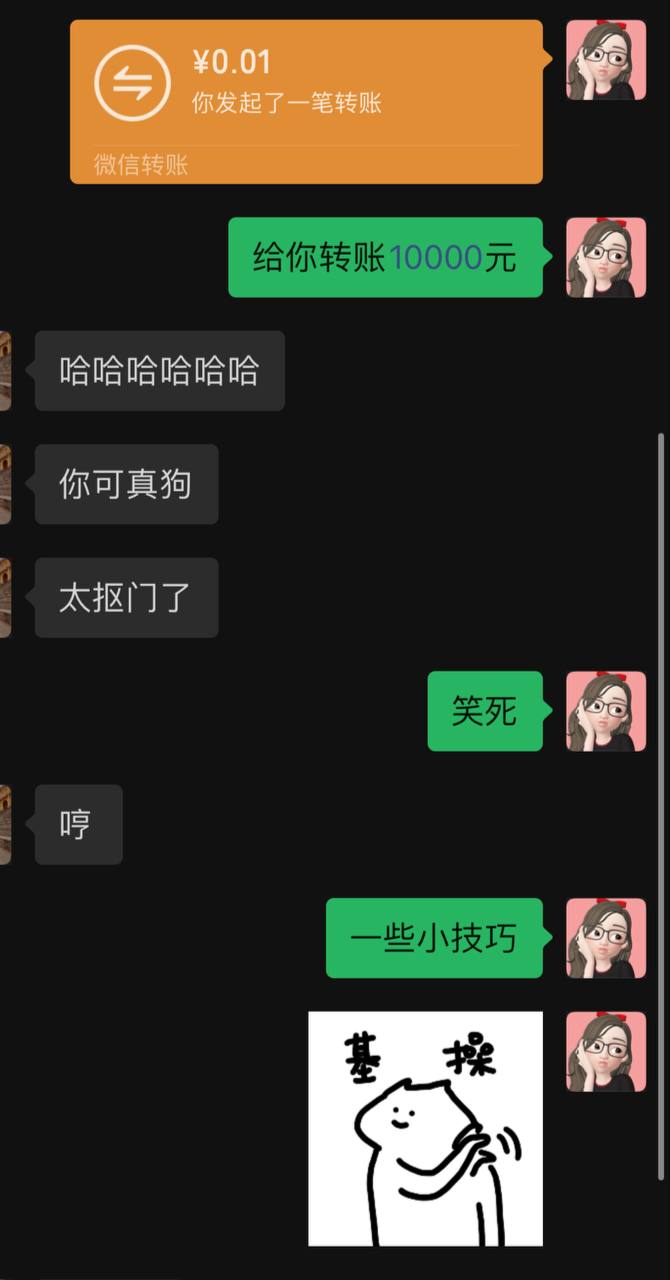 ¥0.01
你发起了一笔转账
微信转账
给你转账10000元
哈哈哈哈哈哈
你可真狗
太抠门了
笑死
哼
一些小技巧
基操